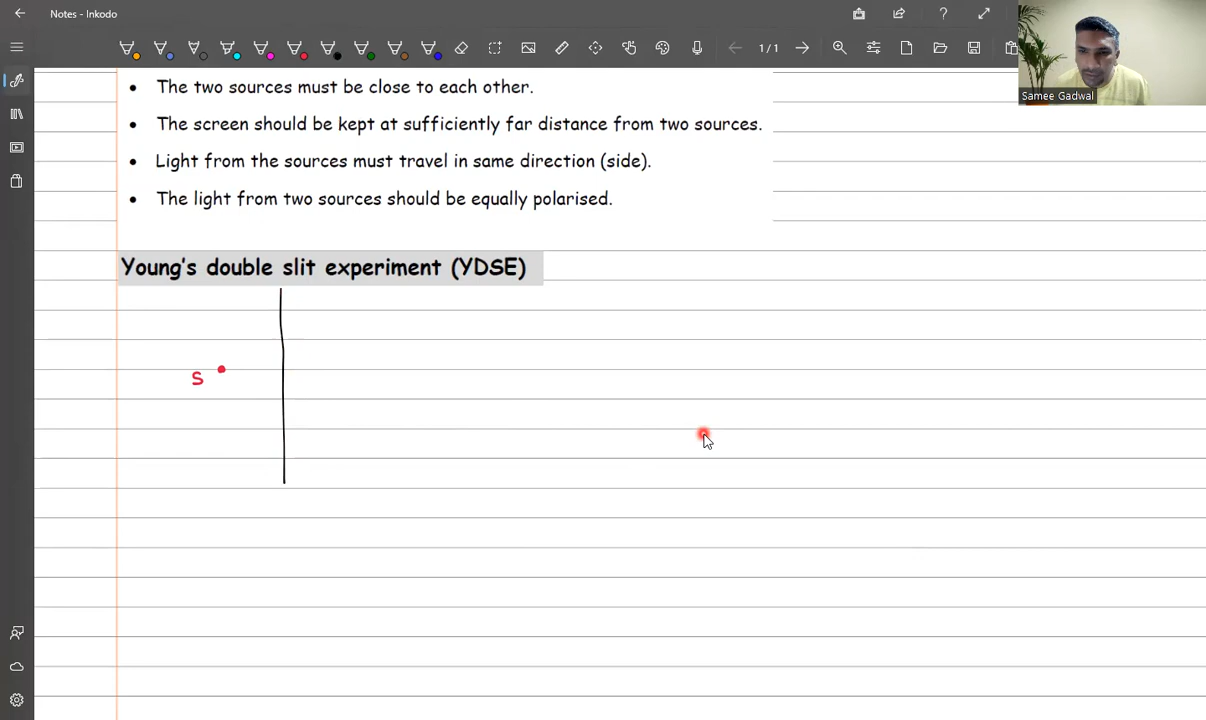 Notes - Inkodo
1/1
Samee Gadwal
• The two sources must be close to each other.
• The screen should be kept at sufficiently far distance from two sources.
• Light from the sources must travel in same direction (side).
• The light from two sources should be equally polarised.
Young's double slit experiment (YDSE)
S